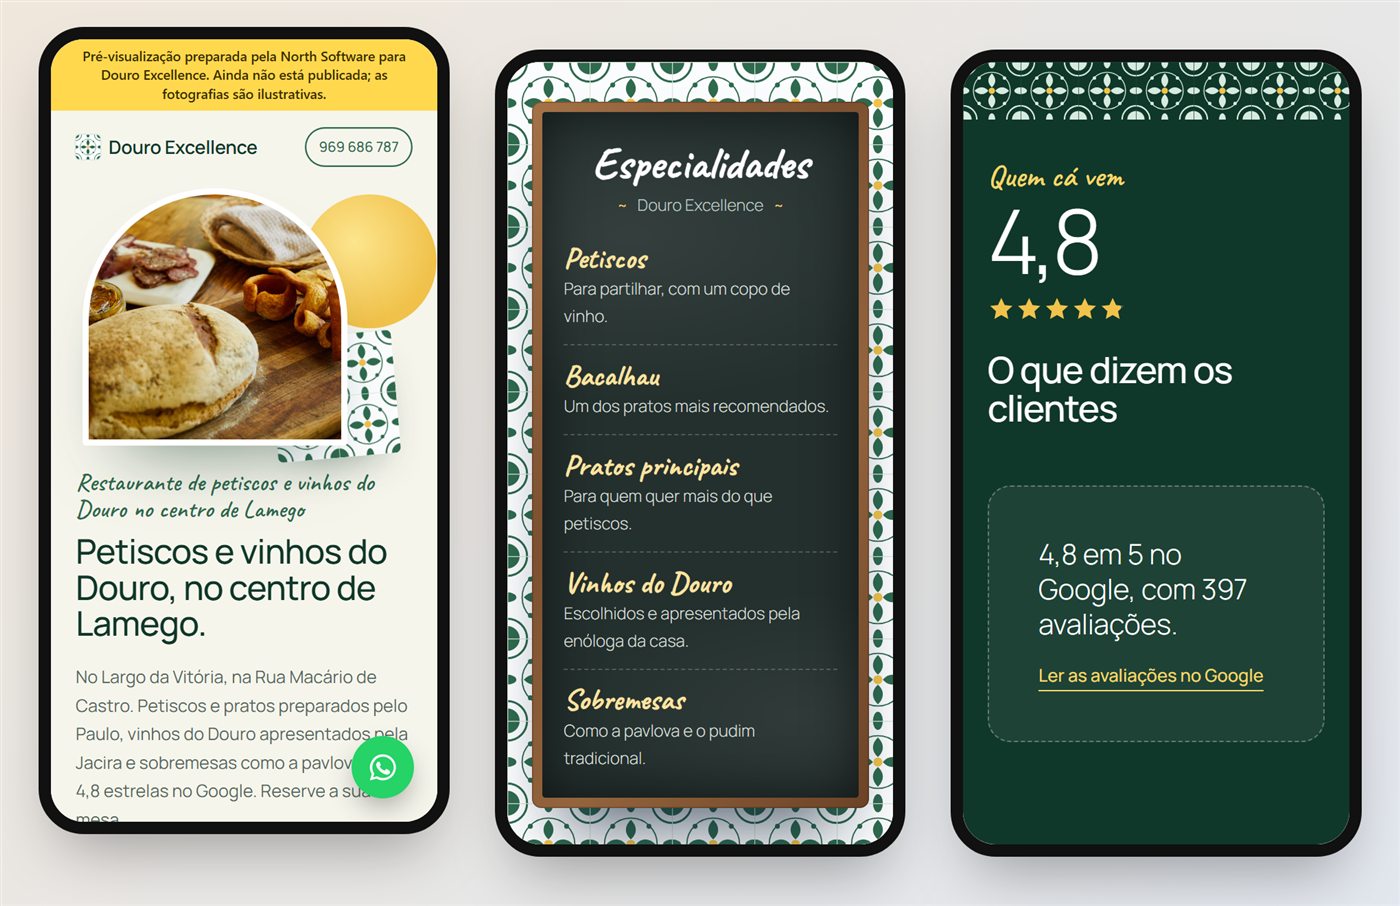 Pré-visualização preparada pela North Software para
Douro Excellence. Ainda não está publicada; as
fotografias são ilustrativas.
Douro Excellence
969 686 787
Restaurante de petiscos e vinhos do
Douro no centro de Lamego
Petiscos e vinhos do
Douro, no centro de
Lamego.
No Largo da Vitória, na Rua Macário de
Castro. Petiscos e pratos preparados pelo
Paulo, vinhos do Douro apresentados pela
Jacira e sobremesas como a pavlov
4,8 estrelas no Google. Reserve a sua
mesa
Especialidades
~ Douro Excellence ~
Petiscos
Para partilhar, com um copo de
vinho.
Bacalhau
Um dos pratos mais recomendados.
Pratos principais
Para quem quer mais do que
petiscos.
Vinhos do Douro
Escolhidos e apresentados pela
enóloga da casa.
Sobremesas
Como a pavlova e o pudim
tradicional.
Quem cá vem
4,8
O que dizem os
clientes
4,8 em 5 no
Google, com 397
avaliações.
Ler as avaliações no Google